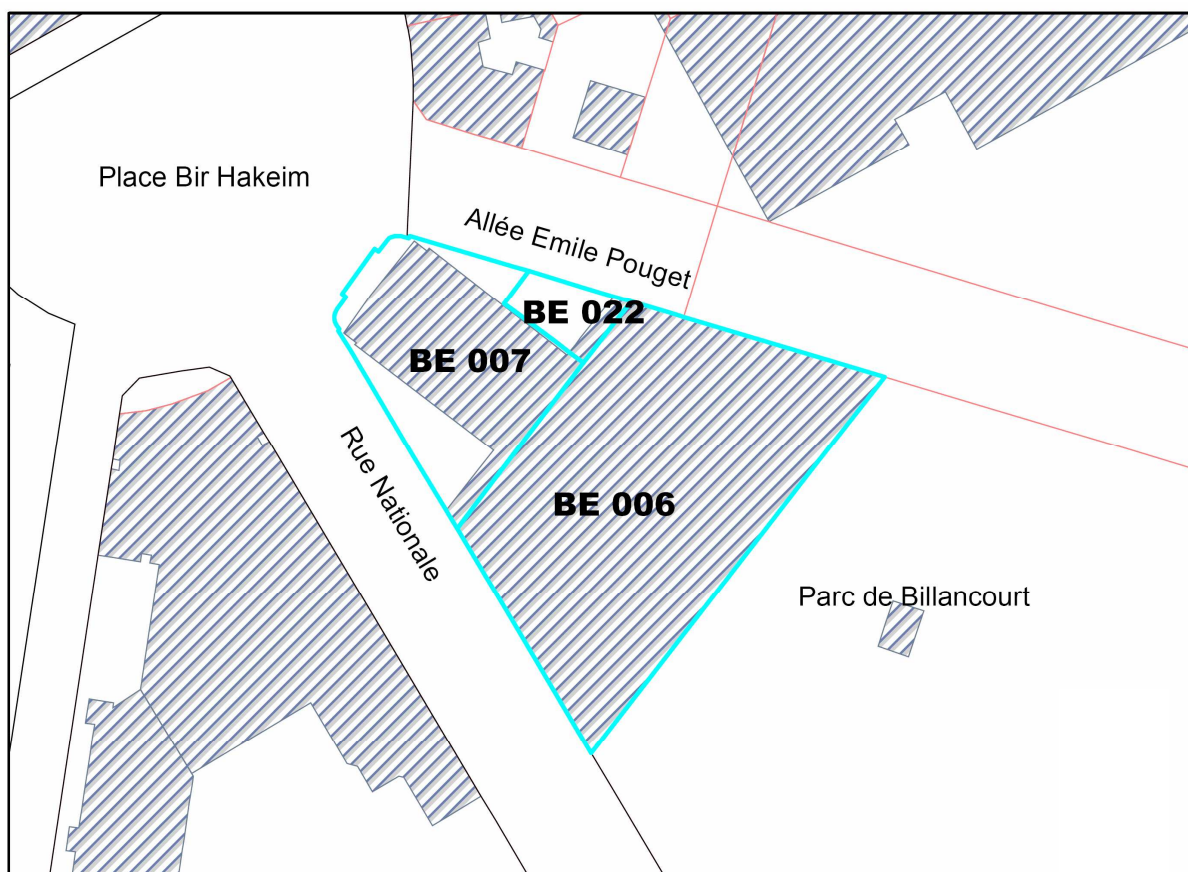 Place Bir Hakeim
Allée Emile Pouget
BE 022
BE 007
Rue Nationale
BE 006
Parc de Billancourt